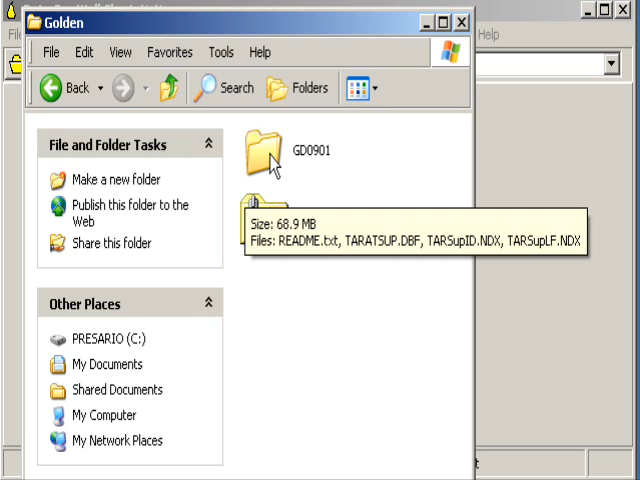 Golden
File Edit View Favorites Tools Help
Help
Back Search Folders
File and Folder Tasks
Make a new folder
Publish this folder to the
Web
Share this folder
GD0901
Size: 68.9 MB
Files: README.txt, TARATSUP.DBF, TARSupID.NDX, TARSupLF.NDX
Other Places
PRESARIO (C:)
My Documents
Shared Documents
My Computer
My Network Places